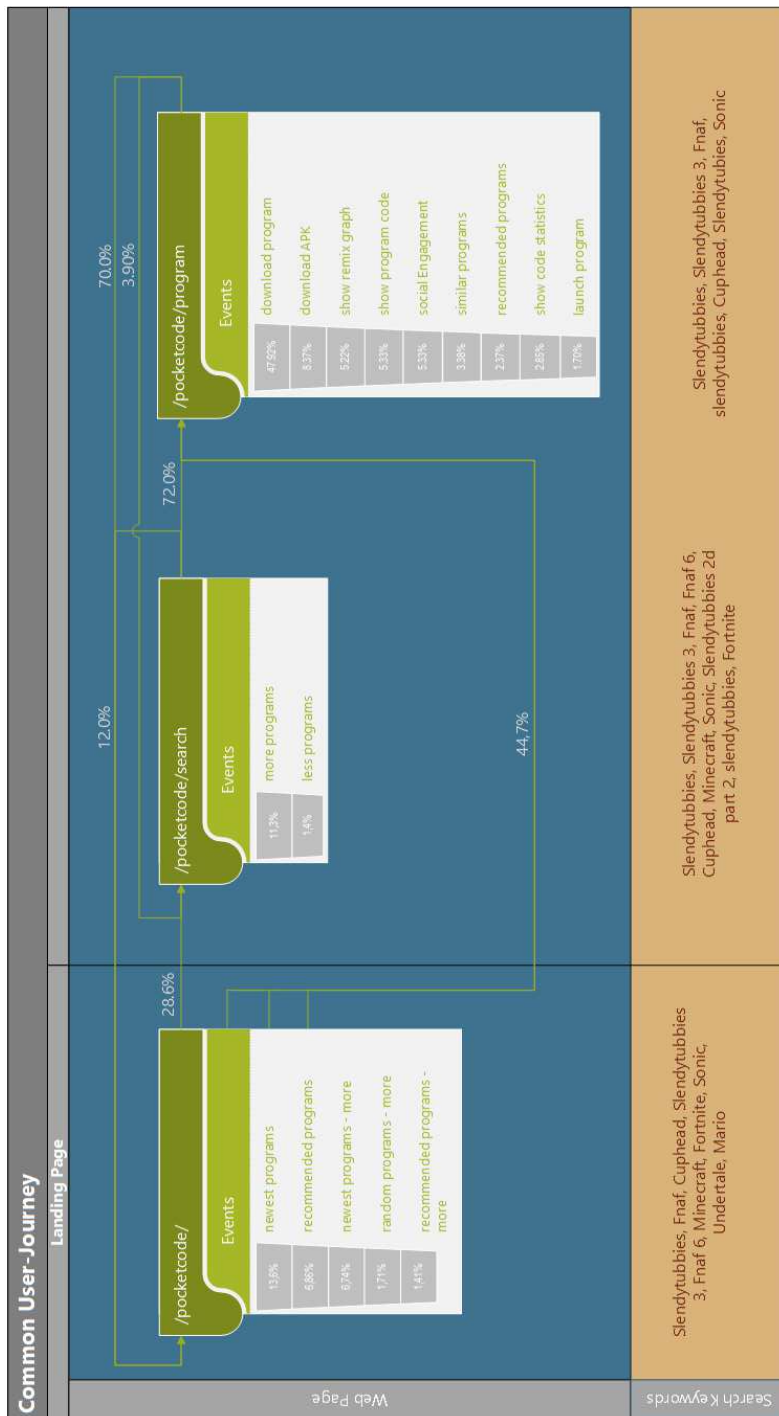 Common User-Journey
Landing Page
Web Page
Search Keywords
70.0%
3.90%
12.0%
28.6%
72.0%
44,7%
/pocketcode/
Events
13,6% newest programs
6,86% recommended programs
6,74% newest programs - more
1,71% random programs - more
1,41% recommended programs -
more
/pocketcode/search
Events
11,3% more programs
1,4% less programs
/pocketcode/program
Events
47.92% download program
8.37% download APK
5.22% show remix graph
5.33% show program code
5.33% social Engagement
3.38% similar programs
2.37% recommended programs
2.65% show code statistics
1.70% launch program
Slendytubbies, Fnaf, Cuphead, Slendytubbies
3, Fnaf 6, Minecraft, Fortnite, Sonic,
Undertale, Mario
Slendytubbies, Slendytubbies 3, Fnaf, Fnaf 6,
Cuphead, Minecraft, Sonic, Slendytubbies 2d
part 2, slendytubbies, Fortnite
Slendytubbies, Slendytubbies 3, Fnaf,
slendytubbies, Cuphead, Slendytubies, Sonic